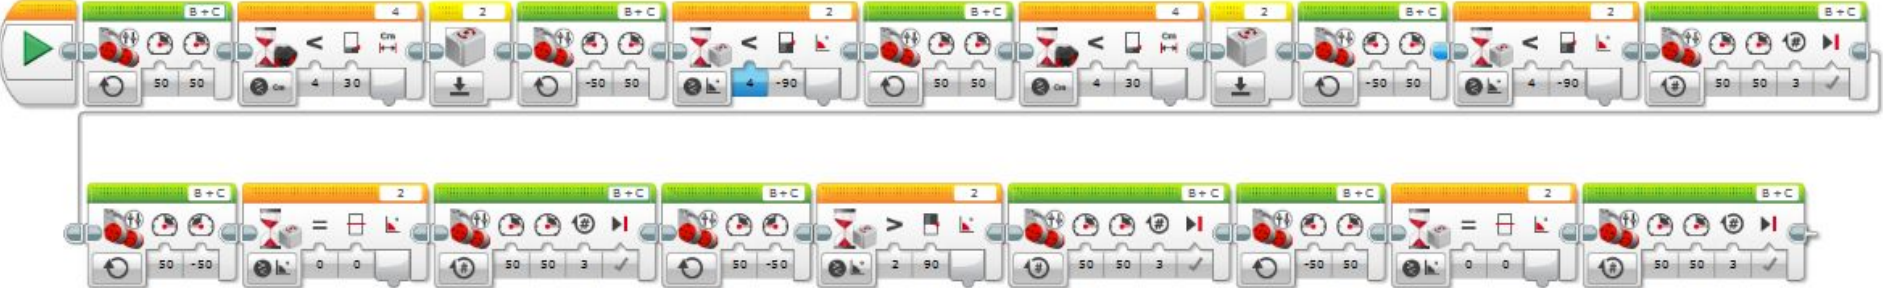 B+C 4 2 B+C 2 B+C 4 2 B+C 2 B+C
< Cm < < Cm < #
50 50 Cm 4 30 -50 50 4 -90 50 50 Cm 4 30 -50 50 4 -90 # 50 50 3
B+C 2 B+C B+C 2 B+C B+C 2 B+C
= # > # = #
50 -50 0 0 # 50 50 3 50 -50 2 90 # 50 50 3 -50 50 0 0 # 50 50 3